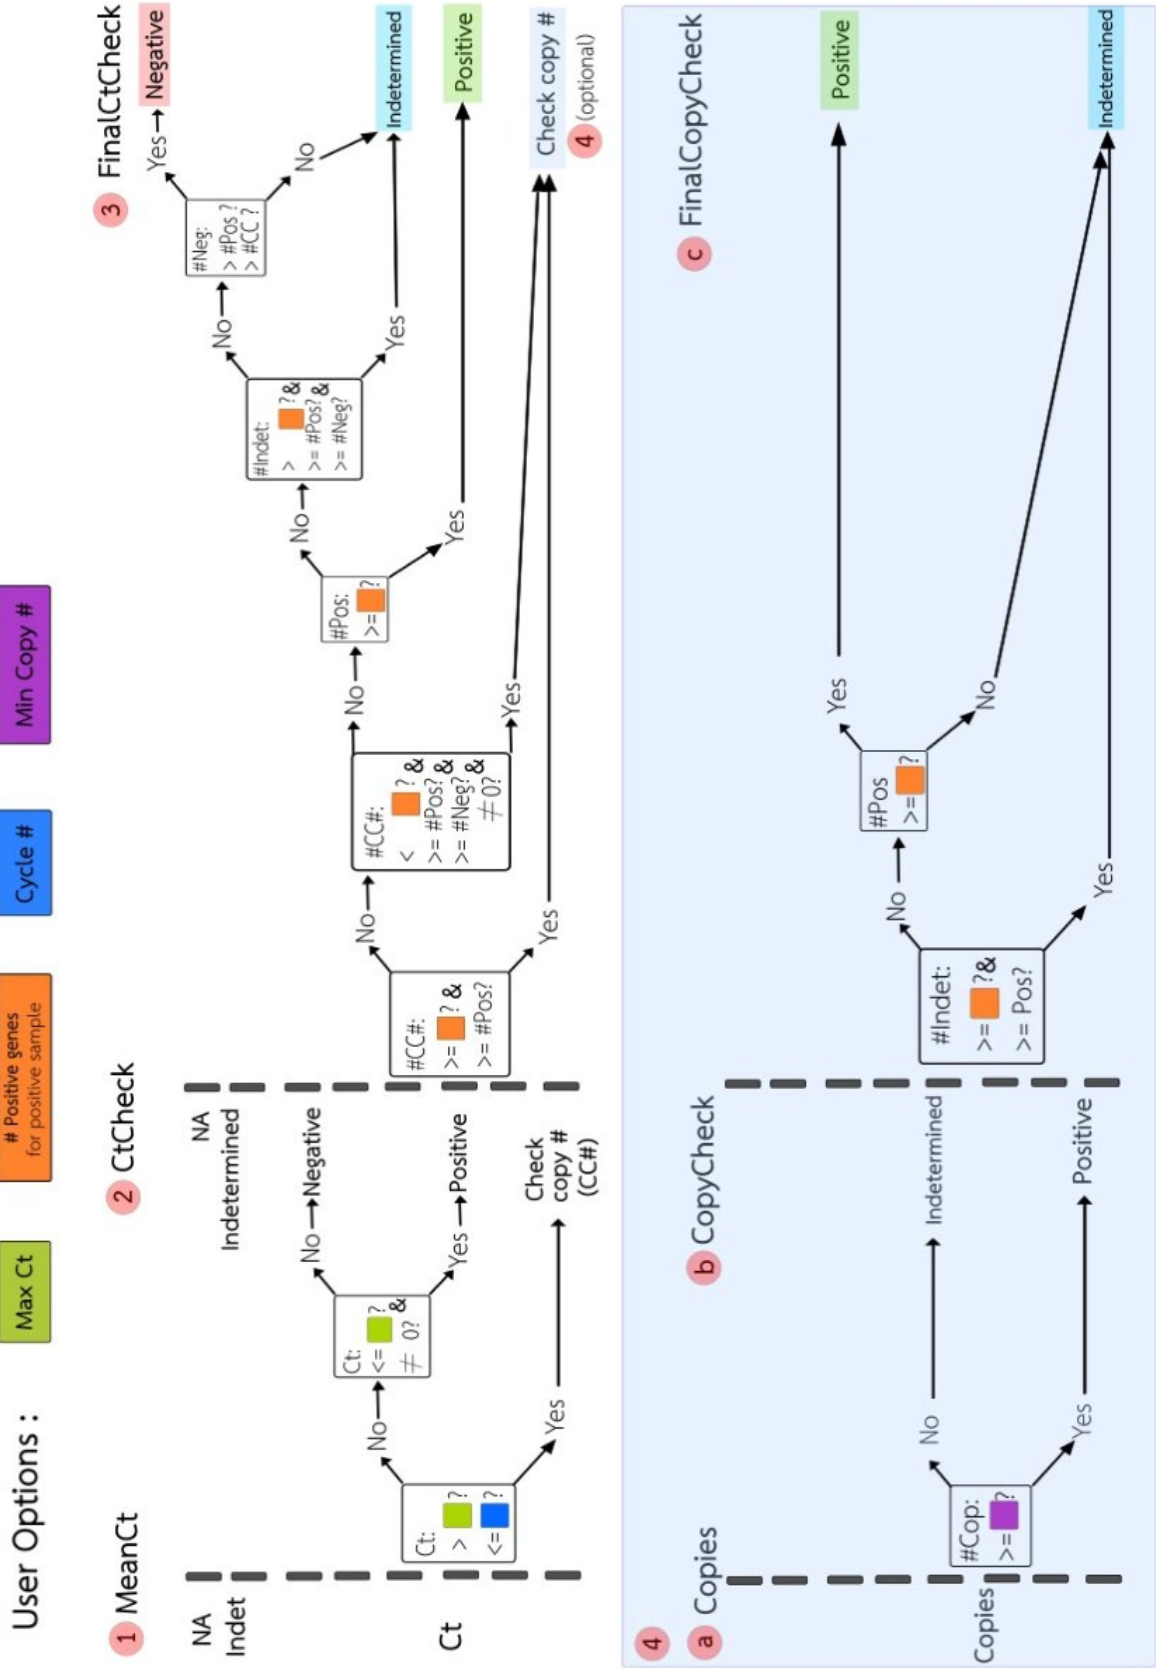 User Options :
Max Ct
# Positive genes
for positive sample
Cycle #
Min Copy #
1 MeanCt
2 CtCheck
3 FinalCtCheck
NA
Indet
Ct
Ct:
> ?
<= ?
No
Yes
Ct:
<= ?
&
≠ 0?
No
Yes
NA
Indetermined
Negative
Positive
Check
copy #
(CC#)
#CC#:
>= ? &
>= #Pos?
No
Yes
#CC#:
< ? &
>= #Pos? &
>= #Neg? &
≠ 0?
No
Yes
#Pos:
>= ?
No
Yes
#Indet:
> ? &
>= #Pos? &
>= #Neg?
No
Yes
#Neg:
> #Pos ?
> #CC ?
Yes
No
Negative
Indetermined
Positive
Check copy #
4 (optional)
4
a Copies
b CopyCheck
c FinalCopyCheck
Copies
#Cop:
>= ?
No
Yes
Indetermined
Positive
#Indet:
>= ?&
>= Pos?
No
Yes
#Pos
>= ?
Yes
No
Positive
Indetermined